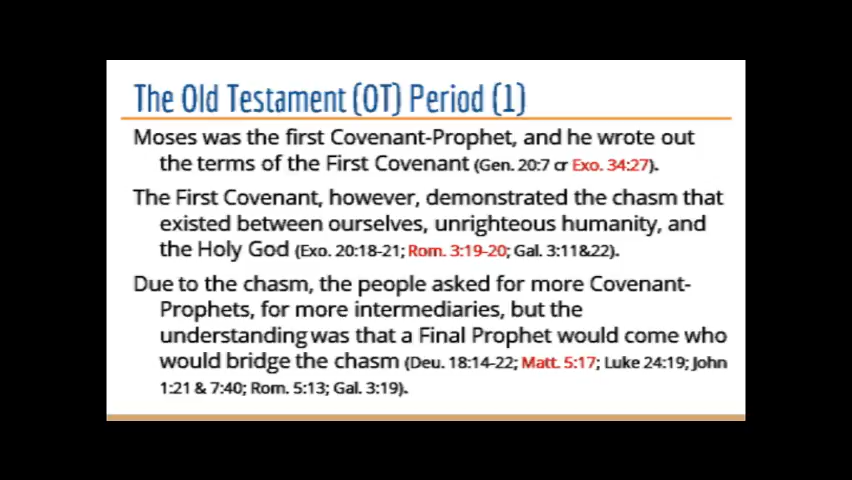 The Old Testament (OT) Period (1)
Moses was the first Covenant-Prophet, and he wrote out
the terms of the First Covenant (Gen. 20:7 cr Exo. 34:27).
The First Covenant, however, demonstrated the chasm that
existed between ourselves, unrighteous humanity, and
the Holy God (Exo. 20:18-21; Rom. 3:19-20; Gal. 3:11&22).
Due to the chasm, the people asked for more Covenant-
Prophets, for more intermediaries, but the
understanding was that a Final Prophet would come who
would bridge the chasm (Deu. 18:14-22; Matt. 5:17; Luke 24:19; John
1:21 & 7:40; Rom. 5:13; Gal. 3:19).